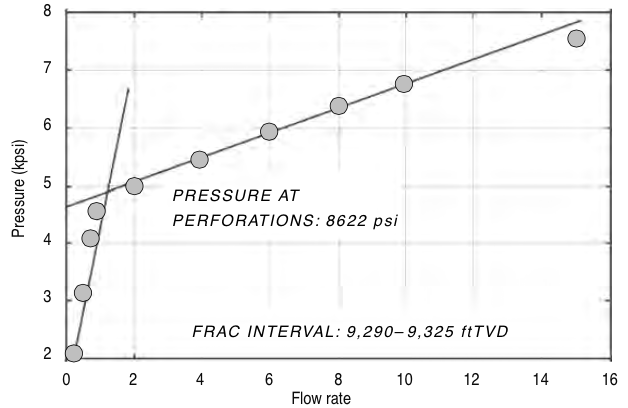 8
7
6
5
4
3
2
Pressure (kpsi)
PRESSURE AT
PERFORATIONS: 8622 psi
FRAC INTERVAL: 9,290–9,325 ftTVD
0 2 4 6 8 10 12 14 16
Flow rate